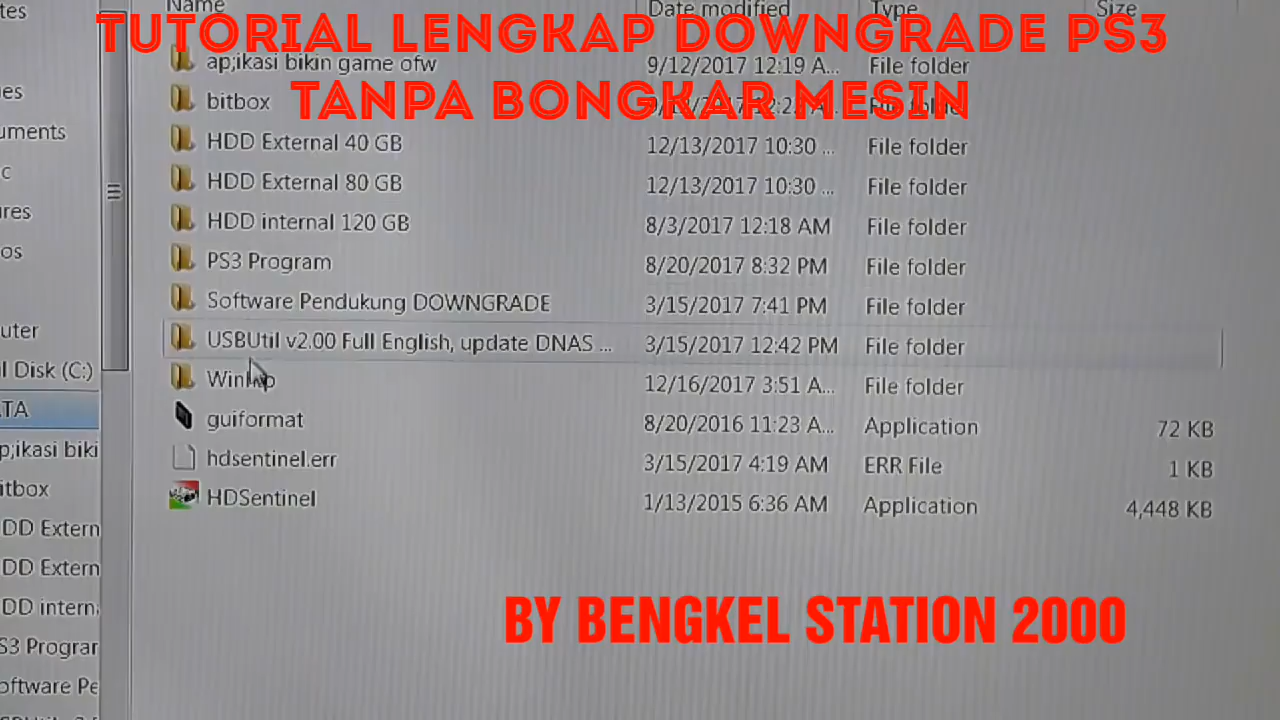 Name Date modified Type Size
TUTORIAL LENGKAP DOWNGRADE PS3
TANPA BONGKAR MESIN
ap;ikasi bikin game ofw 9/12/2017 12:19 A... File folder
bitbox File folder
HDD External 40 GB 12/13/2017 10:30 ... File folder
HDD External 80 GB 12/13/2017 10:30 ... File folder
HDD internal 120 GB 8/3/2017 12:18 AM File folder
PS3 Program 8/20/2017 8:32 PM File folder
Software Pendukung DOWNGRADE 3/15/2017 7:41 PM File folder
USBUtil v2.00 Full English, update DNAS ... 3/15/2017 12:42 PM File folder
12/16/2017 3:51 A... File folder
guiformat 8/20/2016 11:23 A... Application 72 KB
hdsentinel.err 3/15/2017 4:19 AM ERR File 1 KB
HDSentinel 1/13/2015 6:36 AM Application 4,448 KB
tes
es
uments
c
ures
os
uter
l Disk (C:)
ATA
p;ikasi biki
itbox
DD Extern
DD Extern
DD intern
S3 Prograr
oftware Pe
BY BENGKEL STATION 2000